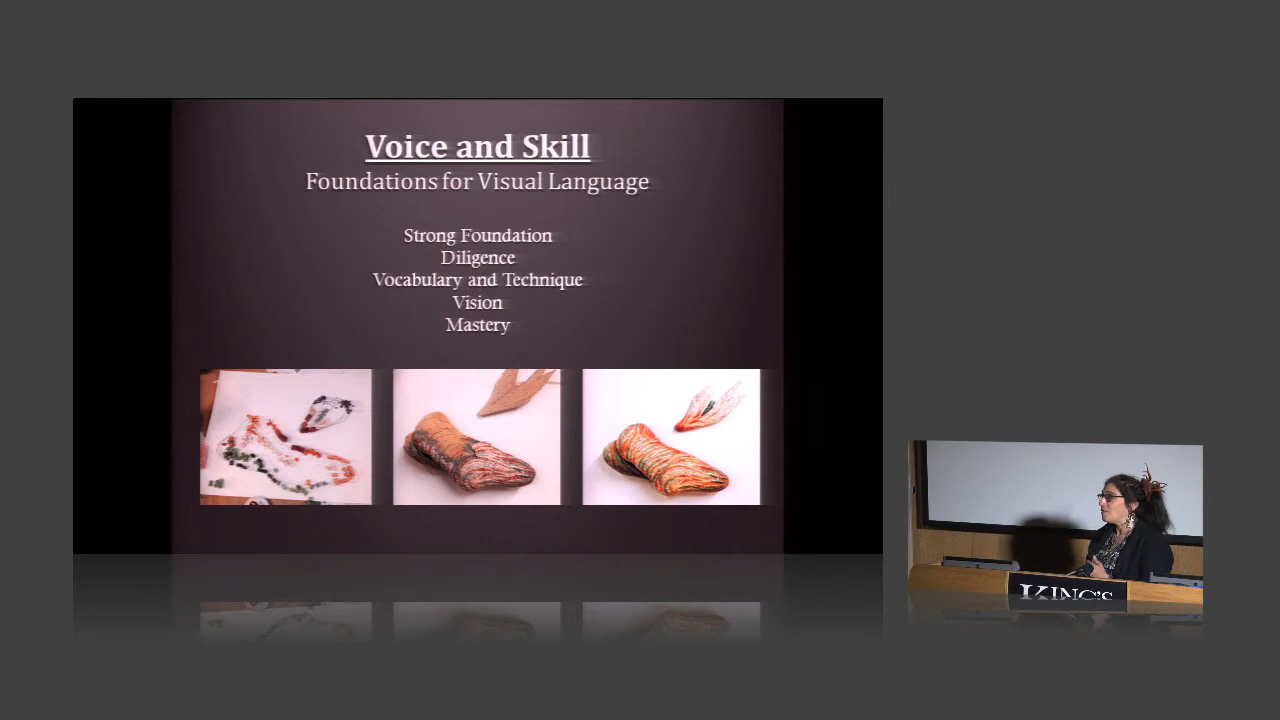 Voice and Skill
Foundations for Visual Language
Strong Foundation
Diligence
Vocabulary and Technique
Vision
Mastery
KING'S